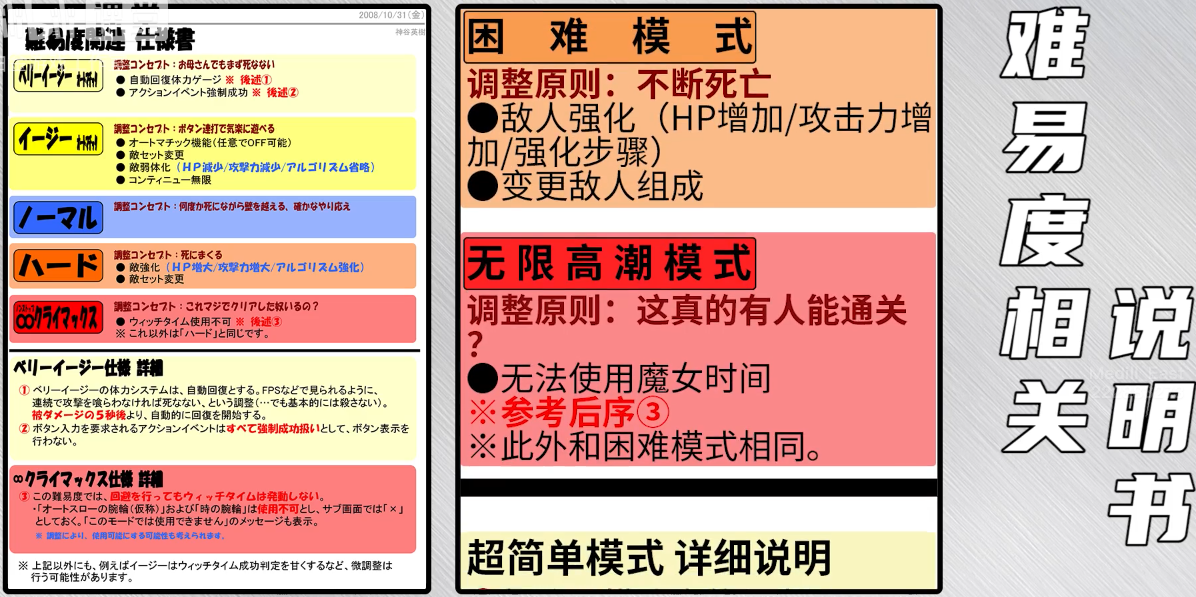 2008/10/31(金)
神谷英樹
難易度関連 仕様書
ベリーイージー
調整コンセプト：お母さんでもまず死なない
● 自動回復体力ゲージ ※ 後述①
● アクションイベント強制成功 ※ 後述②
イージー
調整コンセプト：ボタン連打で気楽に遊べる
● オートマチック機能(任意でOFF可能)
● 敵セット変更
● 敵弱体化（HP減少/攻撃力減少/アルゴリズム省略）
● コンティニュー無限
ノーマル
調整コンセプト：何度か死にながら壁を越える、確かなやり応え
ハード
調整コンセプト：死にまくる
● 敵強化（HP増大/攻撃力増大/アルゴリズム強化）
● 敵セット変更
∞クライマックス
調整コンセプト：これマジでクリアした奴いるの？
● ウィッチタイム使用不可 ※ 後述③
※ これ以外は「ハード」と同じです。
ベリーイージー仕様 詳細
① ベリーイージーの体力システムは、自動回復とする。FPSなどで見られるように、
連続で攻撃を喰らわなければ死なない、という調整(…でも基本的には殺さない)。
被ダメージの５秒後より、自動的に回復を開始する。
② ボタン入力を要求されるアクションイベントはすべて強制成功扱いとして、ボタン表示を
行わない。
∞クライマックス仕様 詳細
③ この難易度では、回避を行ってもウィッチタイムは発動しない。
・「オートスローの腕輪(仮称)」および「時の腕輪」は使用不可とし、サブ画面では「×」
としておく。「このモードでは使用できません」のメッセージも表示。
※ 調整により、使用可能にする可能性も考えられます。
※ 上記以外にも、例えばイージーはウィッチタイム成功判定を甘くするなど、微調整は
行う可能性があります。
困难模式
调整原则：不断死亡
●敌人强化（HP增加/攻击力增
加/强化步骤）
●变更敌人组成
无限高潮模式
调整原则：这真的有人能通关
？
●无法使用魔女时间
※参考后序③
※此外和困难模式相同。
超简单模式 详细说明
难易度相关
说明书